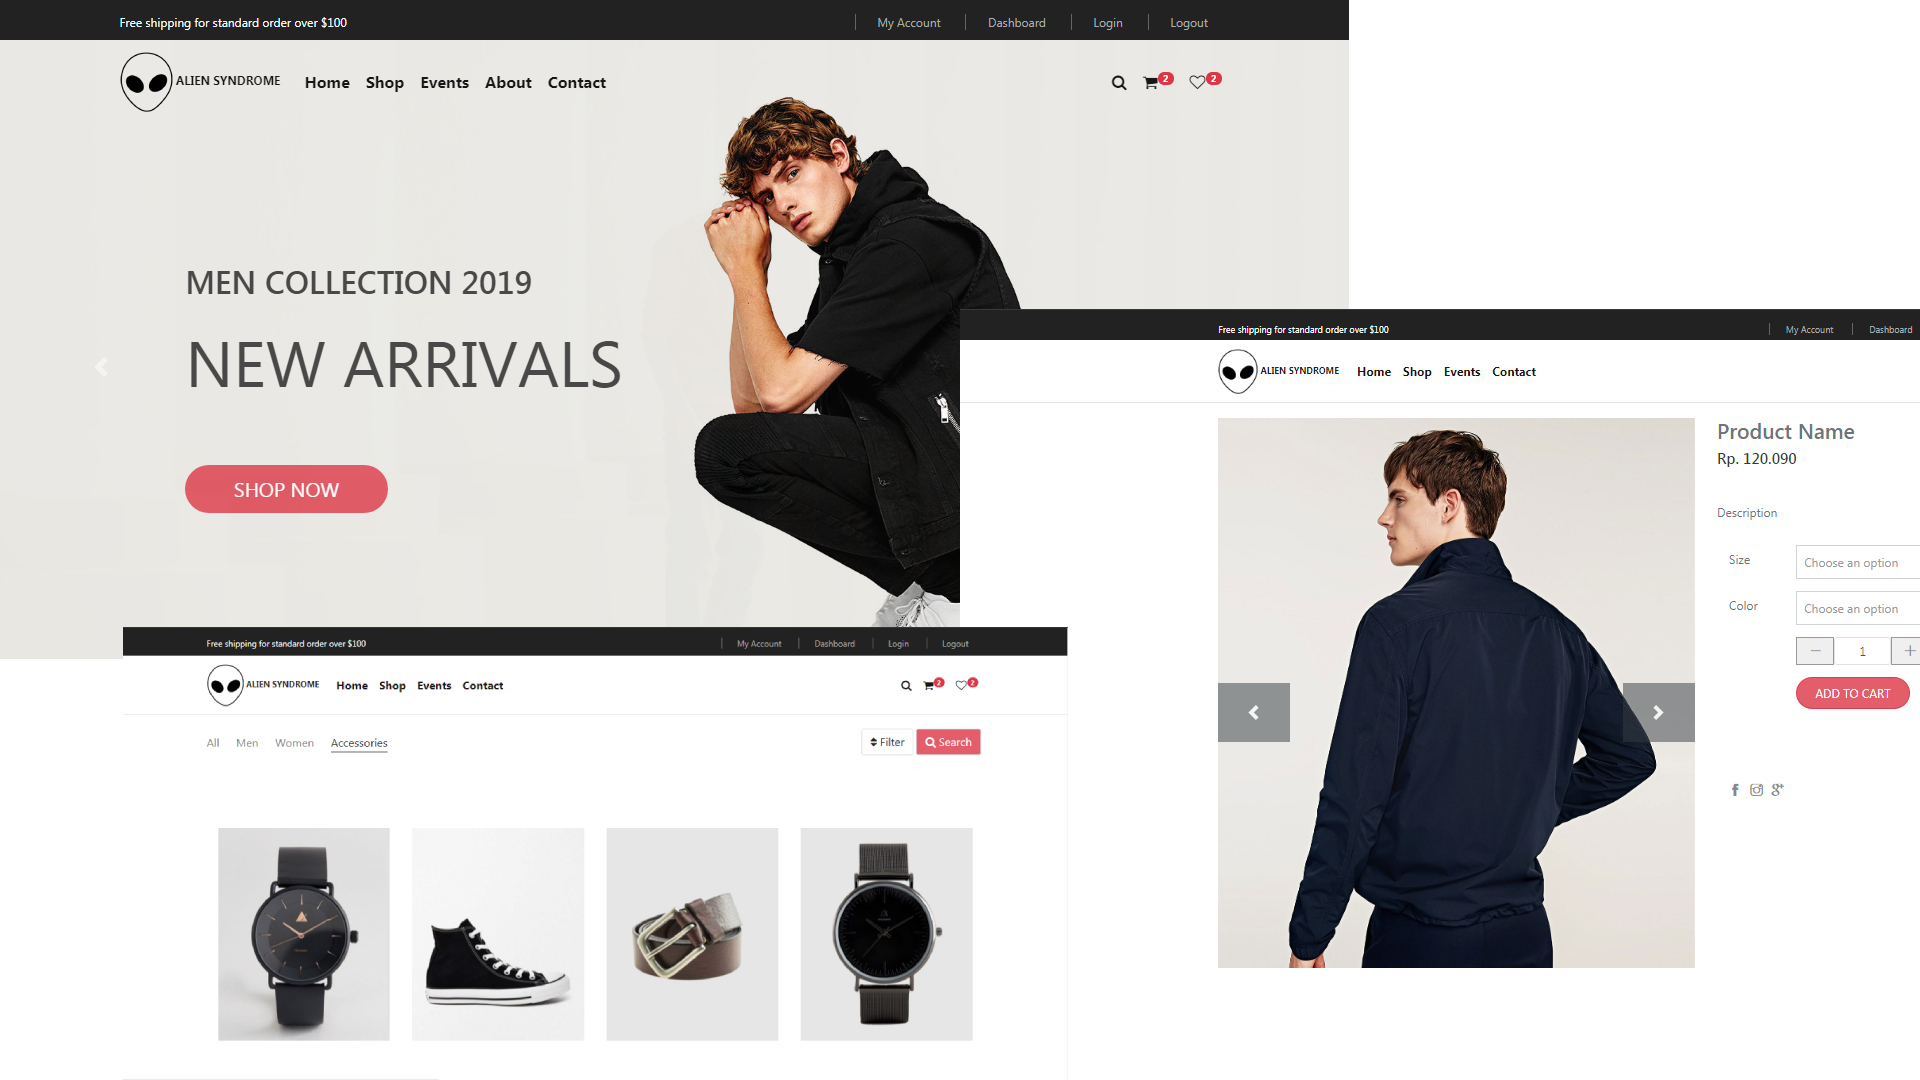 Free shipping for standard order over $100
My Account Dashboard Login Logout
ALIEN SYNDROME Home Shop Events About Contact
2 2
MEN COLLECTION 2019
NEW ARRIVALS
SHOP NOW
Free shipping for standard order over $100
My Account Dashboard
ALIEN SYNDROME Home Shop Events Contact
Product Name
Rp. 120.090
Description
Size Choose an option
Color Choose an option
1
ADD TO CART
Free shipping for standard order over $100
My Account Dashboard Login Logout
ALIEN SYNDROME Home Shop Events Contact
2 2
All Men Women Accessories
Filter Search